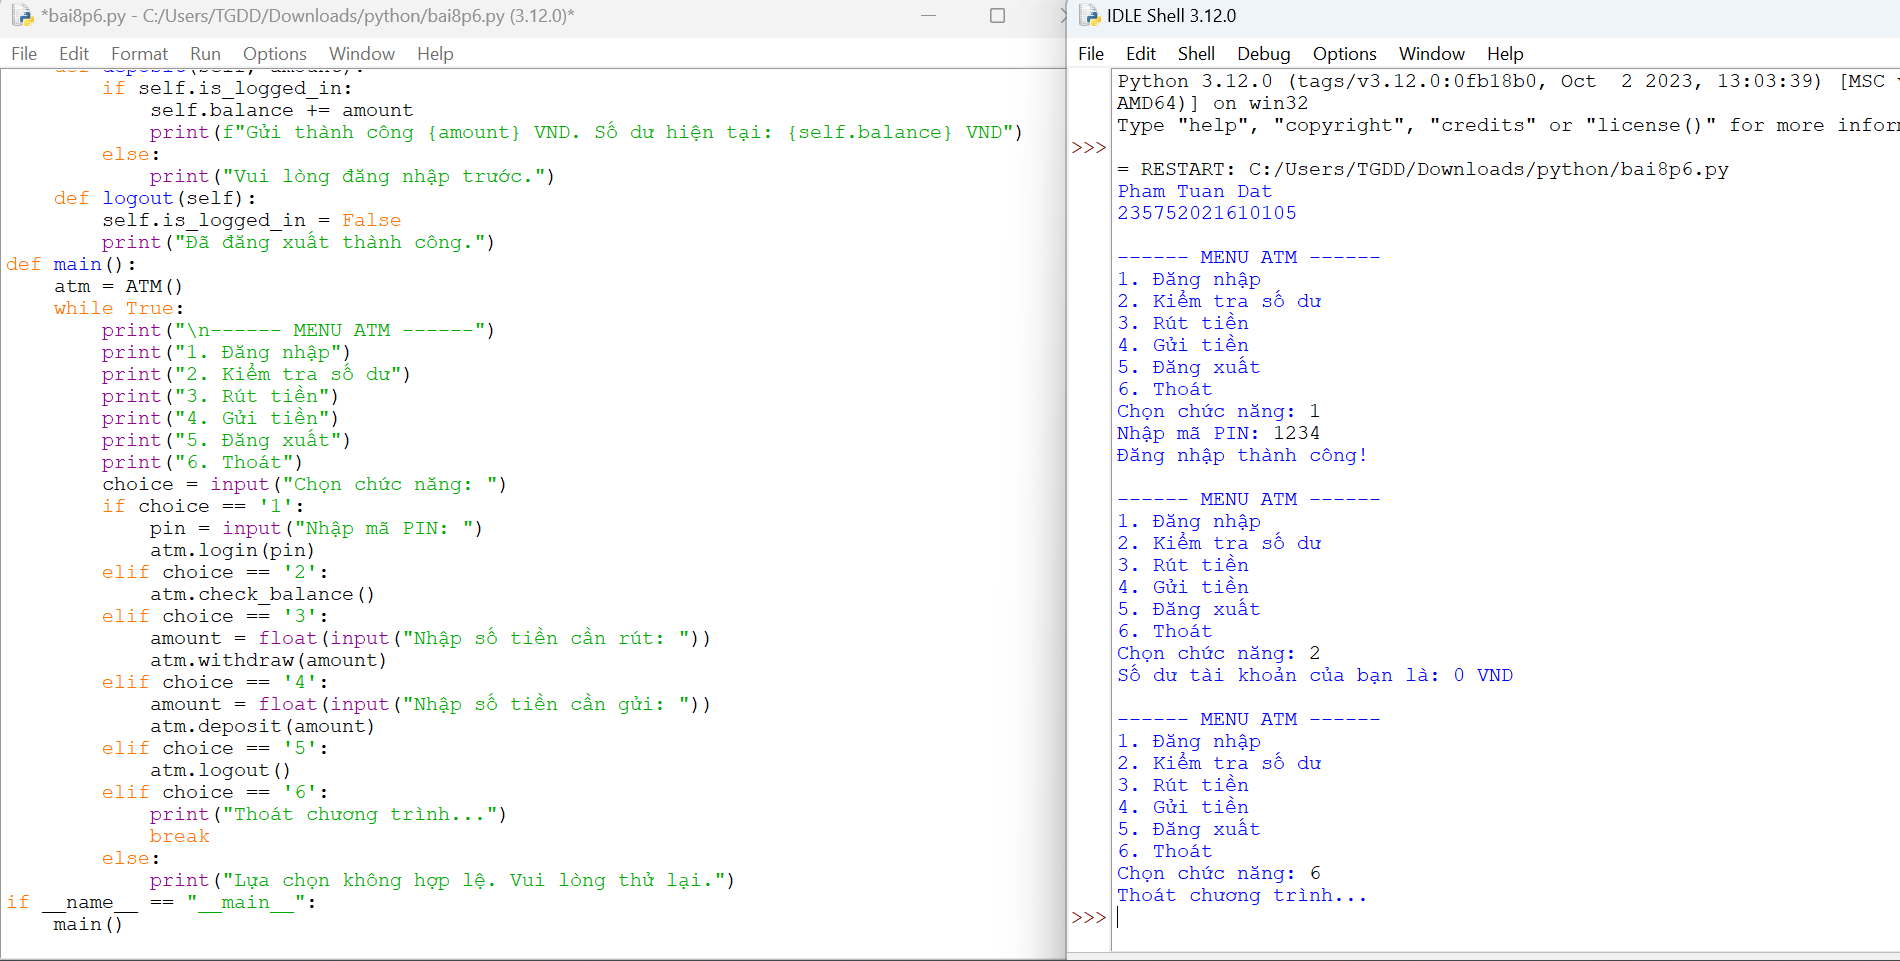 *bai8p6.py - C:/Users/TGDD/Downloads/python/bai8p6.py (3.12.0)*
File Edit Format Run Options Window Help
def deposit(self, amount):
        if self.is_logged_in:
            self.balance += amount
            print(f"Gửi thành công {amount} VND. Số dư hiện tại: {self.balance} VND")
        else:
            print("Vui lòng đăng nhập trước.")
    def logout(self):
        self.is_logged_in = False
        print("Đã đăng xuất thành công.")
def main():
    atm = ATM()
    while True:
        print("\n------ MENU ATM ------")
        print("1. Đăng nhập")
        print("2. Kiểm tra số dư")
        print("3. Rút tiền")
        print("4. Gửi tiền")
        print("5. Đăng xuất")
        print("6. Thoát")
        choice = input("Chọn chức năng: ")
        if choice == '1':
            pin = input("Nhập mã PIN: ")
            atm.login(pin)
        elif choice == '2':
            atm.check_balance()
        elif choice == '3':
            amount = float(input("Nhập số tiền cần rút: "))
            atm.withdraw(amount)
        elif choice == '4':
            amount = float(input("Nhập số tiền cần gửi: "))
            atm.deposit(amount)
        elif choice == '5':
            atm.logout()
        elif choice == '6':
            print("Thoát chương trình...")
            break
        else:
            print("Lựa chọn không hợp lệ. Vui lòng thử lại.")
if __name__ == "__main__":
    main()
IDLE Shell 3.12.0
File Edit Shell Debug Options Window Help
Python 3.12.0 (tags/v3.12.0:0fb18b0, Oct  2 2023, 13:03:39) [MSC
AMD64)] on win32
Type "help", "copyright", "credits" or "license()" for more
>>>
= RESTART: C:/Users/TGDD/Downloads/python/bai8p6.py
Pham Tuan Dat
235752021610105
------ MENU ATM ------
1. Đăng nhập
2. Kiểm tra số dư
3. Rút tiền
4. Gửi tiền
5. Đăng xuất
6. Thoát
Chọn chức năng: 1
Nhập mã PIN: 1234
Đăng nhập thành công!
------ MENU ATM ------
1. Đăng nhập
2. Kiểm tra số dư
3. Rút tiền
4. Gửi tiền
5. Đăng xuất
6. Thoát
Chọn chức năng: 2
Số dư tài khoản của bạn là: 0 VND
------ MENU ATM ------
1. Đăng nhập
2. Kiểm tra số dư
3. Rút tiền
4. Gửi tiền
5. Đăng xuất
6. Thoát
Chọn chức năng: 6
Thoát chương trình...
>>>